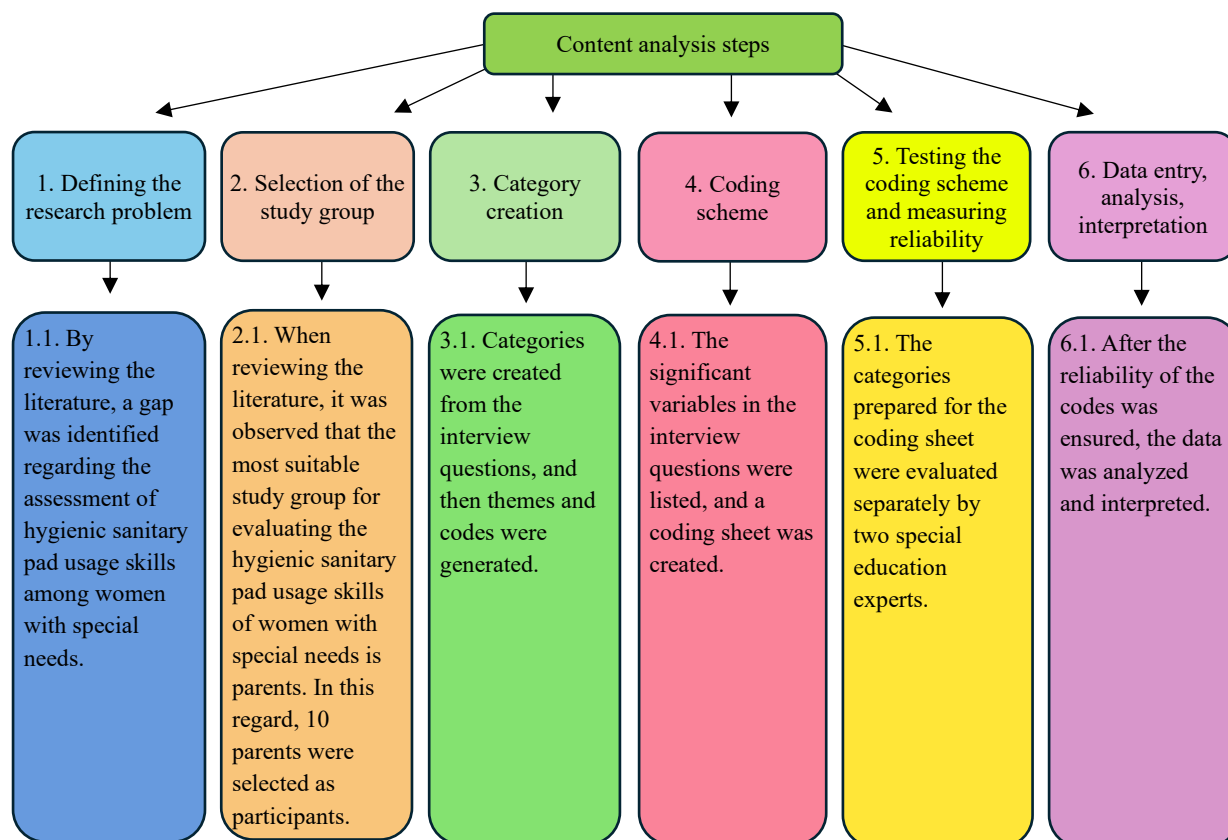 Content analysis steps
1. Defining the
research problem
2. Selection of the
study group
3. Category
creation
4. Coding
scheme
5. Testing the
coding scheme
and measuring
reliability
6. Data entry,
analysis,
interpretation
1.1. By
reviewing the
literature, a gap
was identified
regarding the
assessment of
hygienic sanitary
pad usage skills
among women
with special
needs.
2.1. When
reviewing the
literature, it was
observed that the
most suitable
study group for
evaluating the
hygienic sanitary
pad usage skills
of women with
special needs is
parents. In this
regard, 10
parents were
selected as
participants.
3.1. Categories
were created
from the
interview
questions, and
then themes and
codes were
generated.
4.1. The
significant
variables in the
interview
questions were
listed, and a
coding sheet was
created.
5.1. The
categories
prepared for the
coding sheet
were evaluated
separately by
two special
education
experts.
6.1. After the
reliability of the
codes was
ensured, the data
was analyzed
and interpreted.